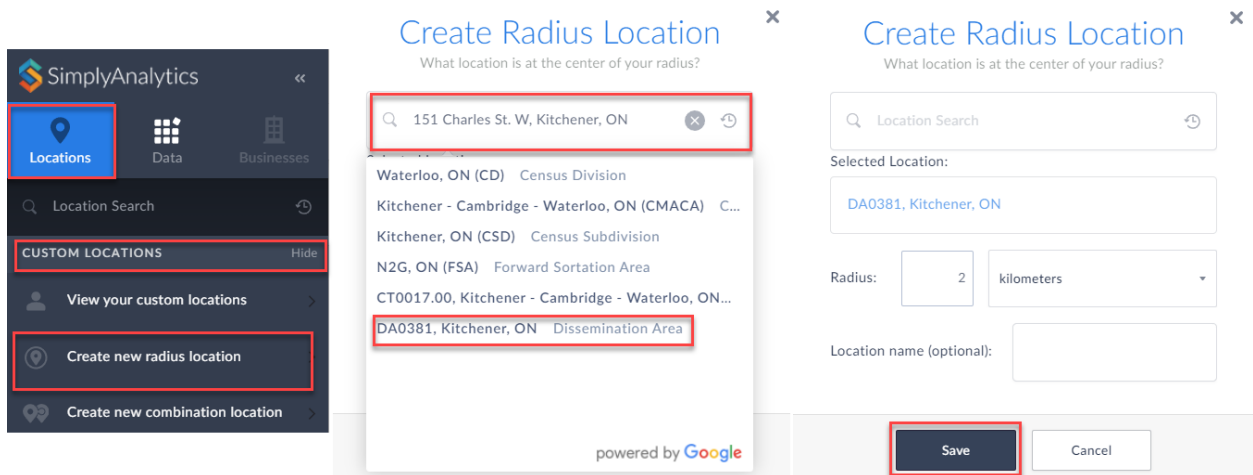 SimplyAnalytics «
Locations Data Businesses
Location Search
CUSTOM LOCATIONS Hide
View your custom locations
Create new radius location
Create new combination location
Create Radius Location
What location is at the center of your radius?
151 Charles St. W, Kitchener, ON
Waterloo, ON (CD) Census Division
Kitchener - Cambridge - Waterloo, ON (CMACA) C...
Kitchener, ON (CSD) Census Subdivision
N2G, ON (FSA) Forward Sortation Area
CT0017.00, Kitchener - Cambridge - Waterloo, ON...
DA0381, Kitchener, ON Dissemination Area
powered by Google
Create Radius Location
What location is at the center of your radius?
Location Search
Selected Location:
DA0381, Kitchener, ON
Radius: 2 kilometers
Location name (optional):
Save Cancel